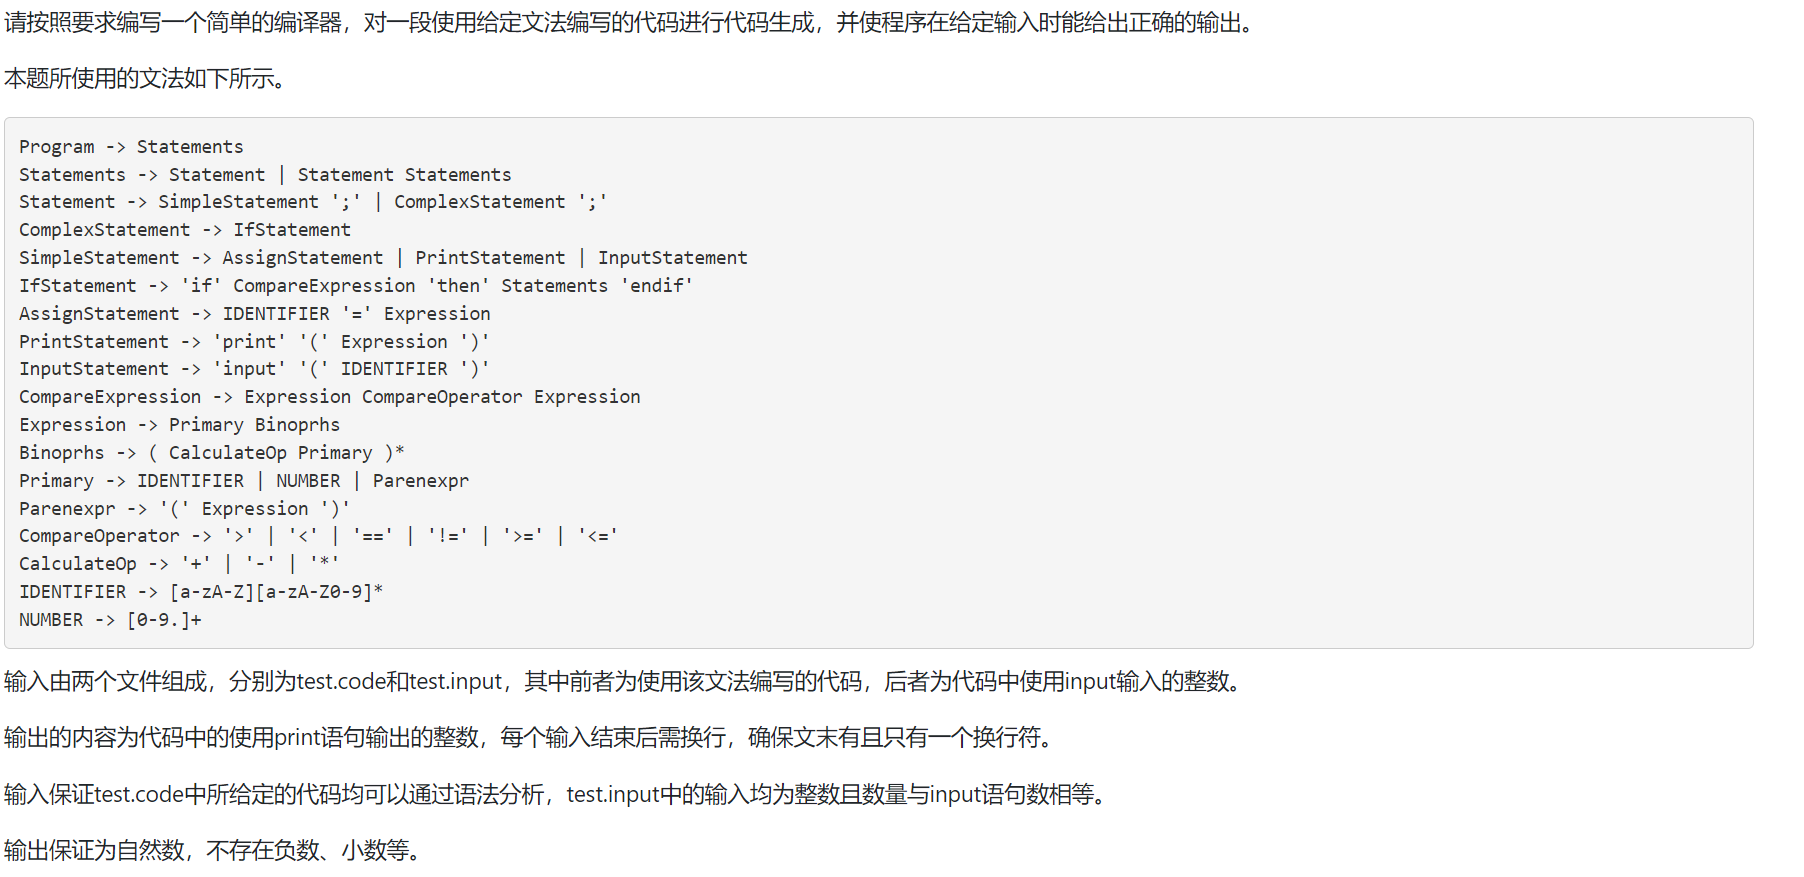 请按照要求编写一个简单的编译器，对一段使用给定文法编写的代码进行代码生成，并使程序在给定输入时能给出正确的输出。
本题所使用的文法如下所示。
Program -> Statements
Statements -> Statement | Statement Statements
Statement -> SimpleStatement ';' | ComplexStatement ';'
ComplexStatement -> IfStatement
SimpleStatement -> AssignStatement | PrintStatement | InputStatement
IfStatement -> 'if' CompareExpression 'then' Statements 'endif'
AssignStatement -> IDENTIFIER '=' Expression
PrintStatement -> 'print' '(' Expression ')'
InputStatement -> 'input' '(' IDENTIFIER ')'
CompareExpression -> Expression CompareOperator Expression
Expression -> Primary Binoprhs
Binoprhs -> ( CalculateOp Primary )*
Primary -> IDENTIFIER | NUMBER | Parenexpr
Parenexpr -> '(' Expression ')'
CompareOperator -> '>' | '<' | '==' | '!=' | '>=' | '<='
CalculateOp -> '+' | '-' | '*'
IDENTIFIER -> [a-zA-Z][a-zA-Z0-9]*
NUMBER -> [0-9.]+
输入由两个文件组成，分别为test.code和test.input，其中前者为使用该文法编写的代码，后者为代码中使用input输入的整数。
输出的内容为代码中的使用print语句输出的整数，每个输入结束后需换行，确保文末有且只有一个换行符。
输入保证test.code中所给定的代码均可以通过语法分析，test.input中的输入均为整数且数量与input语句数相等。
输出保证为自然数，不存在负数、小数等。